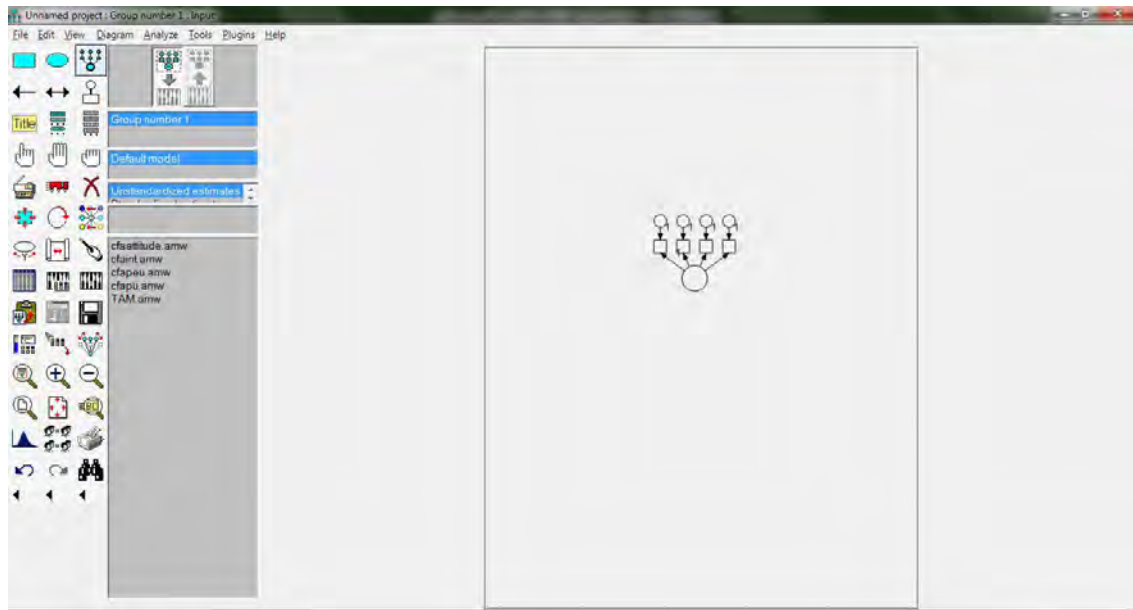 Unnamed project : Group number 1 : Input
File Edit View Diagram Analyze Tools Plugins Help
Title
Group number 1
Default model
Unstandardized estimates
cfaattitude.amw
cfaint.amw
cfapeu.amw
cfapu.amw
TAM.amw